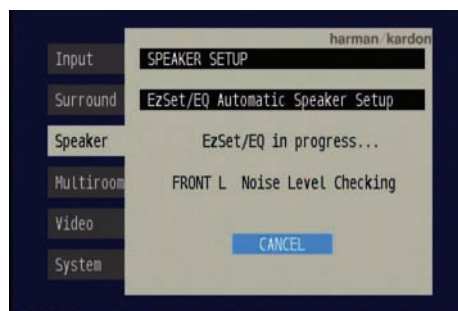 harman/kardon
Input
SPEAKER SETUP
Surround
EzSet/EQ Automatic Speaker Setup
Speaker
EzSet/EQ in progress...
Multiroom
FRONT L Noise Level Checking
Video
CANCEL
System